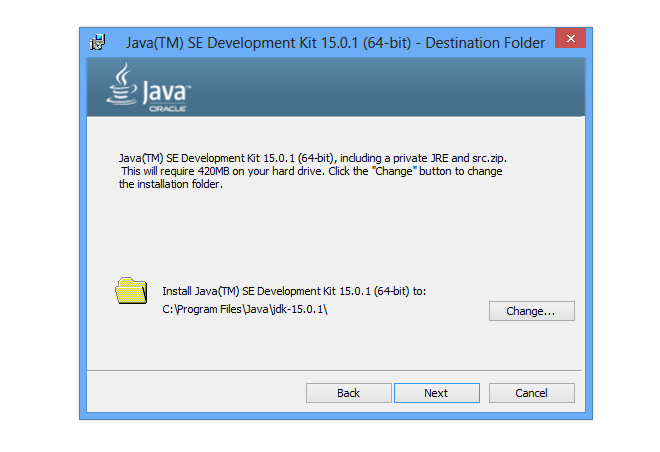 Java(TM) SE Development Kit 15.0.1 (64-bit) - Destination Folder
Java™
ORACLE
Java(TM) SE Development Kit 15.0.1 (64-bit), including a private JRE and src.zip.
This will require 420MB on your hard drive. Click the "Change" button to change
the installation folder.
Install Java(TM) SE Development Kit 15.0.1 (64-bit) to:
C:\Program Files\Java\jdk-15.0.1\
Change...
Back
Next
Cancel